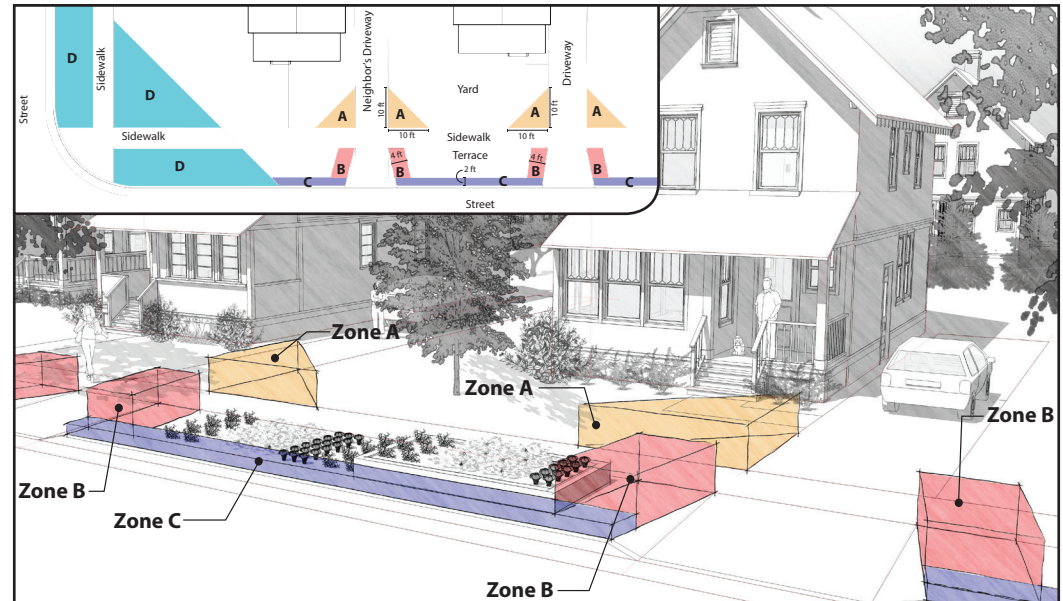 D
Sidewalk
D
Street
Sidewalk
D
Neighbor's Driveway
Yard
Driveway
A
10 ft
A
10 ft
A
10 ft
10 ft
A
Sidewalk
Terrace
B
4 ft
B
2 ft
4 ft
B
B
C
C
C
Street
Zone A
Zone A
Zone B
Zone B
Zone C
Zone B